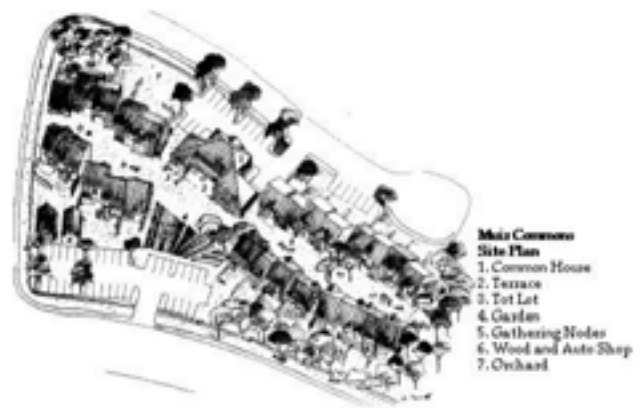 Muir Commons
Site Plan
1. Common House
2. Terrace
3. Tot Lot
4. Garden
5. Gathering Nodes
6. Wood and Auto Shop
7. Orchard